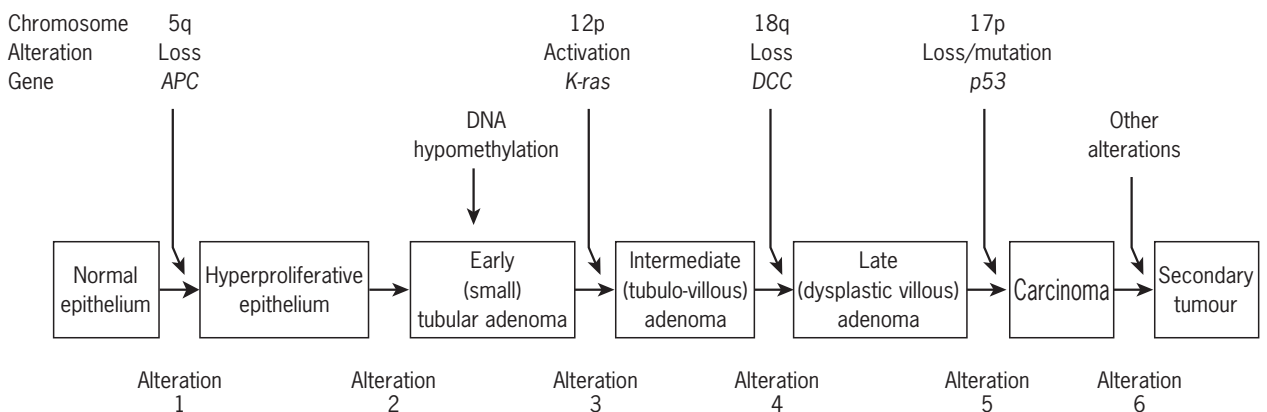 Chromosome 5q 12p 18q 17p
Alteration Loss Activation Loss Loss/mutation
Gene APC K-ras DCC p53
DNA
hypomethylation
Other
alterations
Normal
epithelium
Hyperproliferative
epithelium
Early
(small)
tubular adenoma
Intermediate
(tubulo-villous)
adenoma
Late
(dysplastic villous)
adenoma
Carcinoma
Secondary
tumour
Alteration
1
Alteration
2
Alteration
3
Alteration
4
Alteration
5
Alteration
6